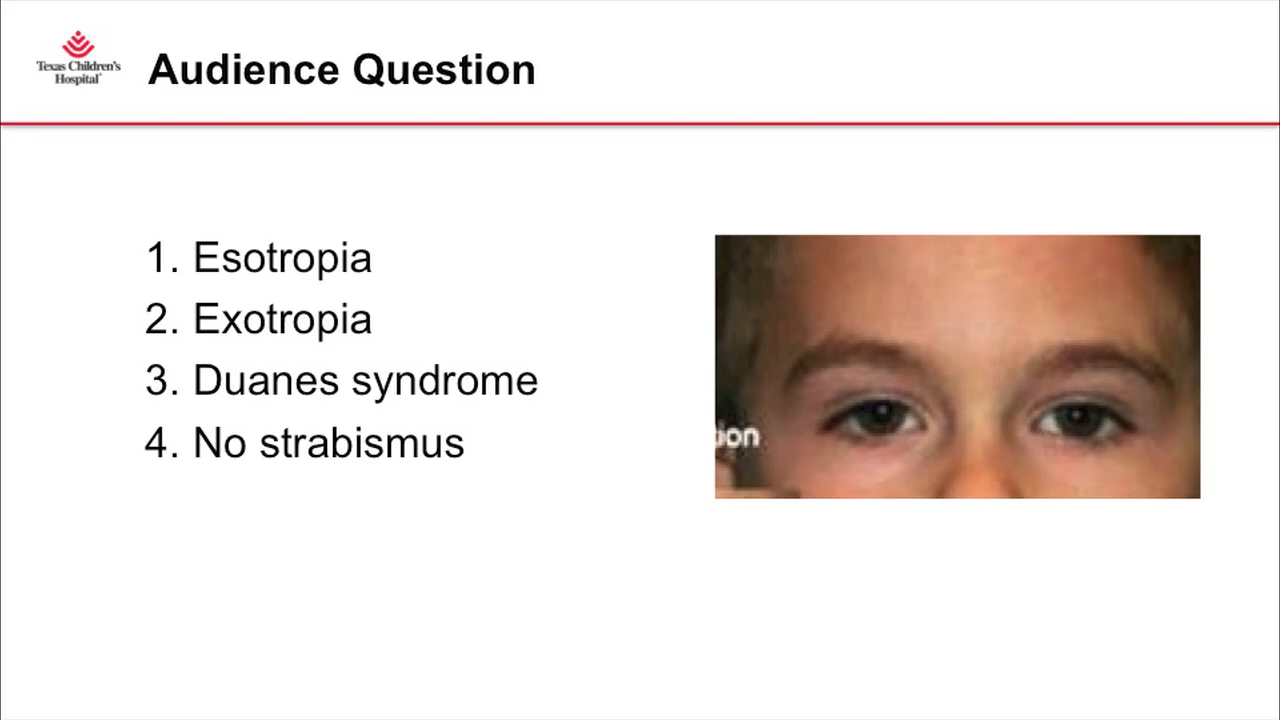 Texas Children's
Hospital
Audience Question
1. Esotropia
2. Exotropia
3. Duanes syndrome
4. No strabismus
ion